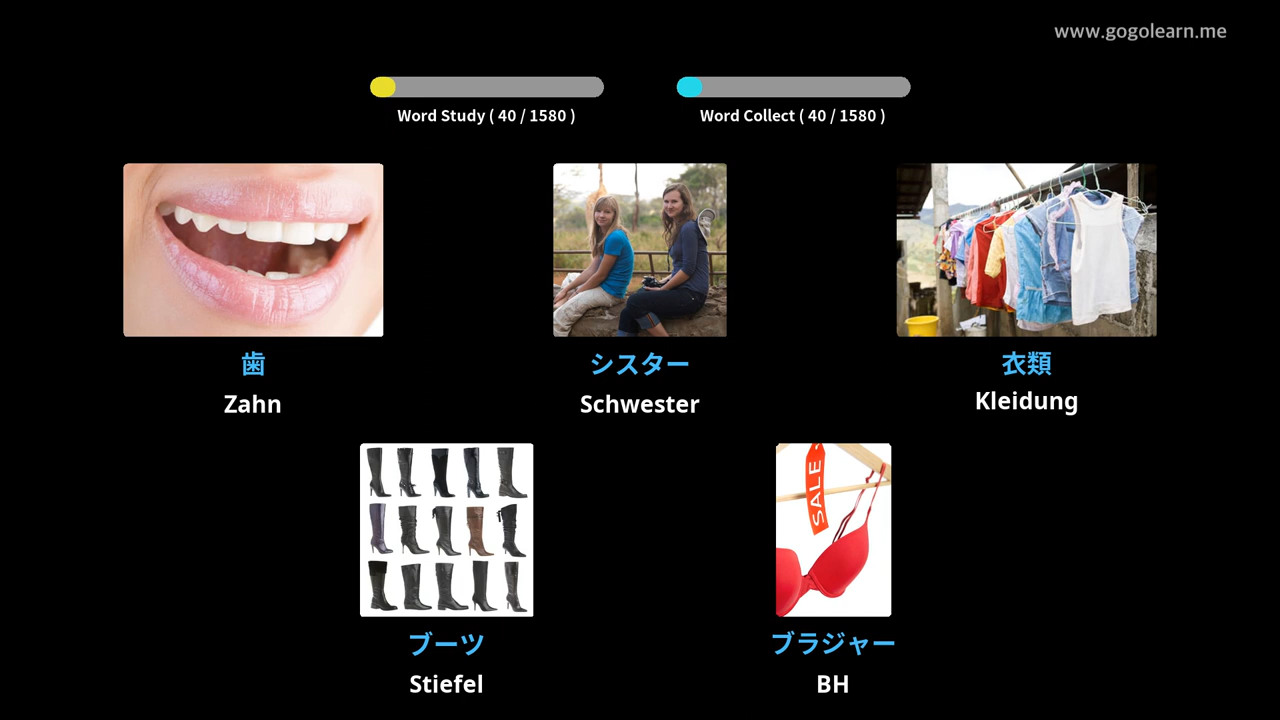 www.gogolearn.me
Word Study ( 40 / 1580 )
Word Collect ( 40 / 1580 )
歯
Zahn
シスター
Schwester
衣類
Kleidung
SALE
ブーツ
Stiefel
ブラジャー
BH